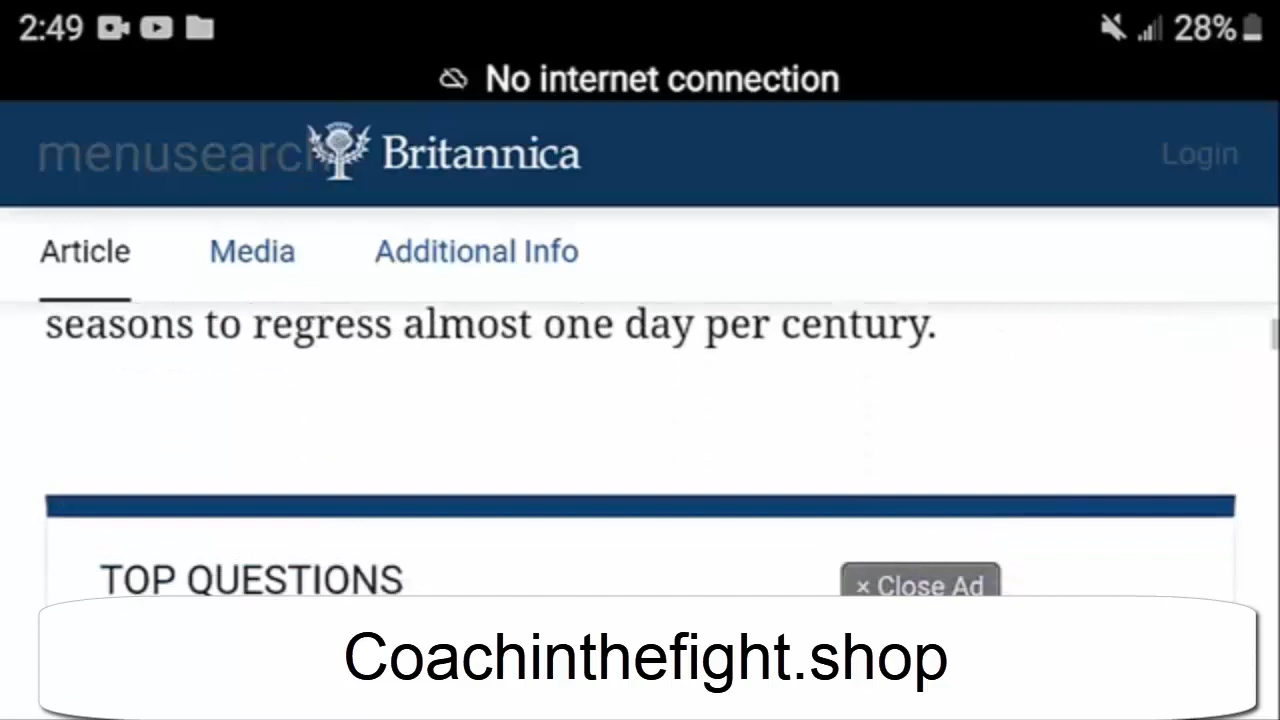 2:49 28%
No internet connection
menusearch Britannica Login
Article Media Additional Info
seasons to regress almost one day per century.
TOP QUESTIONS
× Close Ad
Coachinthefight.shop